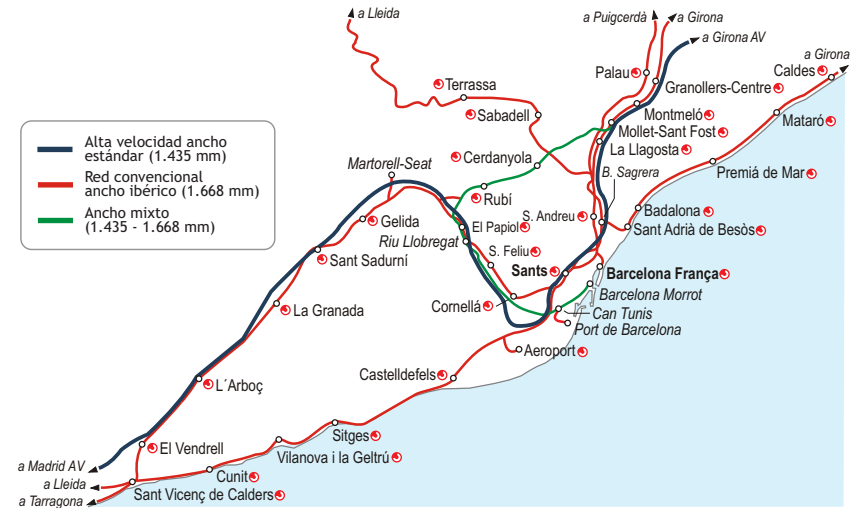 a Lleida
a Puigcerdà
a Girona
a Girona AV
a Girona
Palau
Caldes
Terrassa
Granollers-Centre
Sabadell
Montmeló
Mataró
Mollet-Sant Fost
La Llagosta
Alta velocidad ancho
estándar (1.435 mm)
Red convencional
ancho ibérico (1.668 mm)
Ancho mixto
(1.435 - 1.668 mm)
Martorell-Seat
Cerdanyola
B. Sagrera
Premiá de Mar
Rubí
Gelida
El Papiol
S. Andreu
Badalona
Sant Adrià de Besòs
Riu Llobregat
S. Feliu
Sant Sadurní
Sants
Barcelona França
Barcelona Morrot
Cornellá
La Granada
Can Tunis
Port de Barcelona
Aeroport
Castelldefels
L´Arboç
Sitges
El Vendrell
Vilanova i la Geltrú
a Madrid AV
Cunit
a Lleida
Sant Vicenç de Calders
a Tarragona